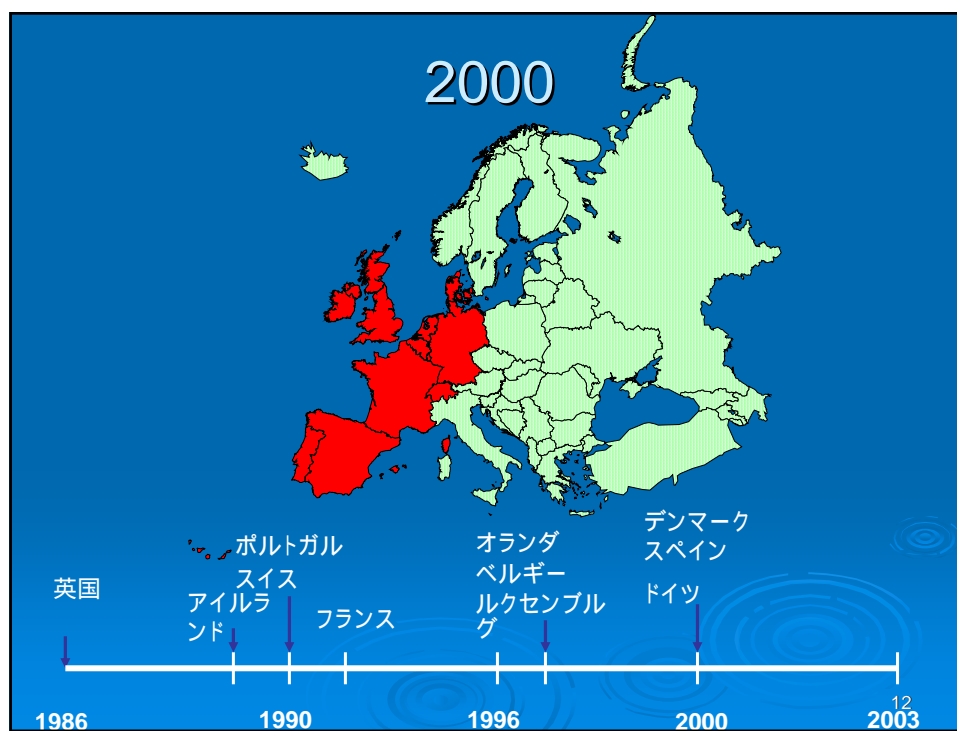 2000
英国
ポルトガル
スイス
アイルラ
ンド
フランス
オランダ
ベルギー
ルクセンブル
グ
デンマーク
スペイン
ドイツ
1986
1990
1996
2000
2003
12